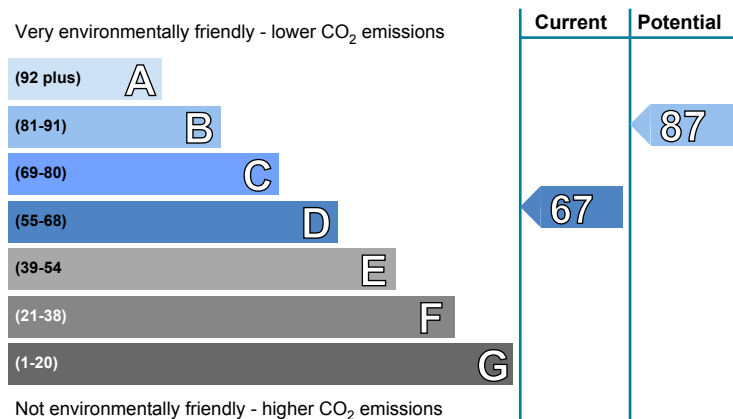 Current Potential
Very environmentally friendly - lower CO₂ emissions
(92 plus) A
(81-91) B
87
(69-80) C
(55-68) D
67
(39-54 E
(21-38) F
(1-20) G
Not environmentally friendly - higher CO₂ emissions